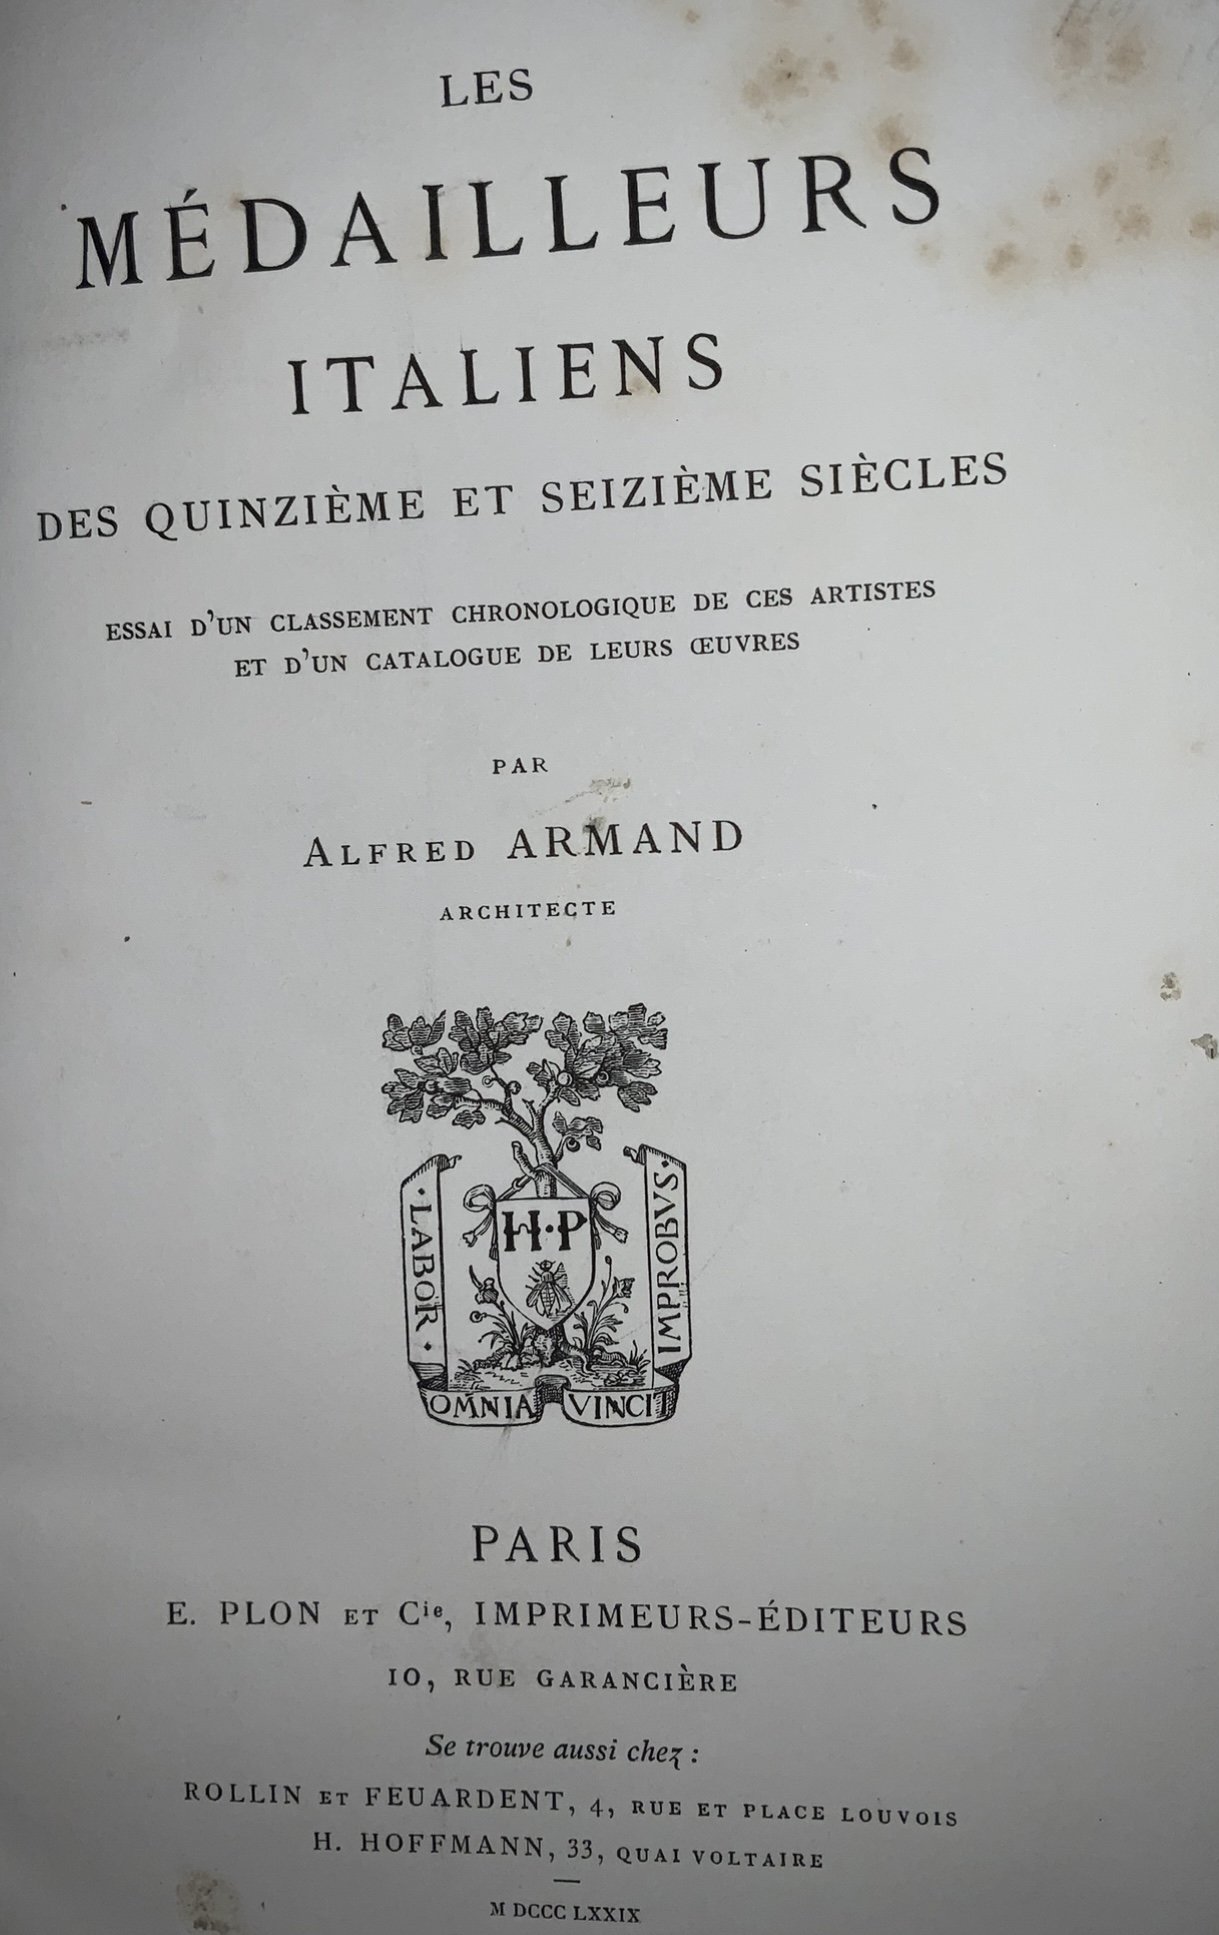 LES
MÉDAILLEURS
ITALIENS
DES QUINZIÈME ET SEIZIÈME SIÈCLES
ESSAI D'UN CLASSEMENT CHRONOLOGIQUE DE CES ARTISTES
ET D'UN CATALOGUE DE LEURS ŒUVRES
PAR
ALFRED ARMAND
ARCHITECTE
H·P
·LABOR·
IMPROBVS·
OMNIA VINCIT
PARIS
E. PLON ET Cie, IMPRIMEURS-ÉDITEURS
10, RUE GARANCIÈRE
Se trouve aussi chez :
ROLLIN ET FEUARDENT, 4, RUE ET PLACE LOUVOIS
H. HOFFMANN, 33, QUAI VOLTAIRE
—
M DCCC LXXIX